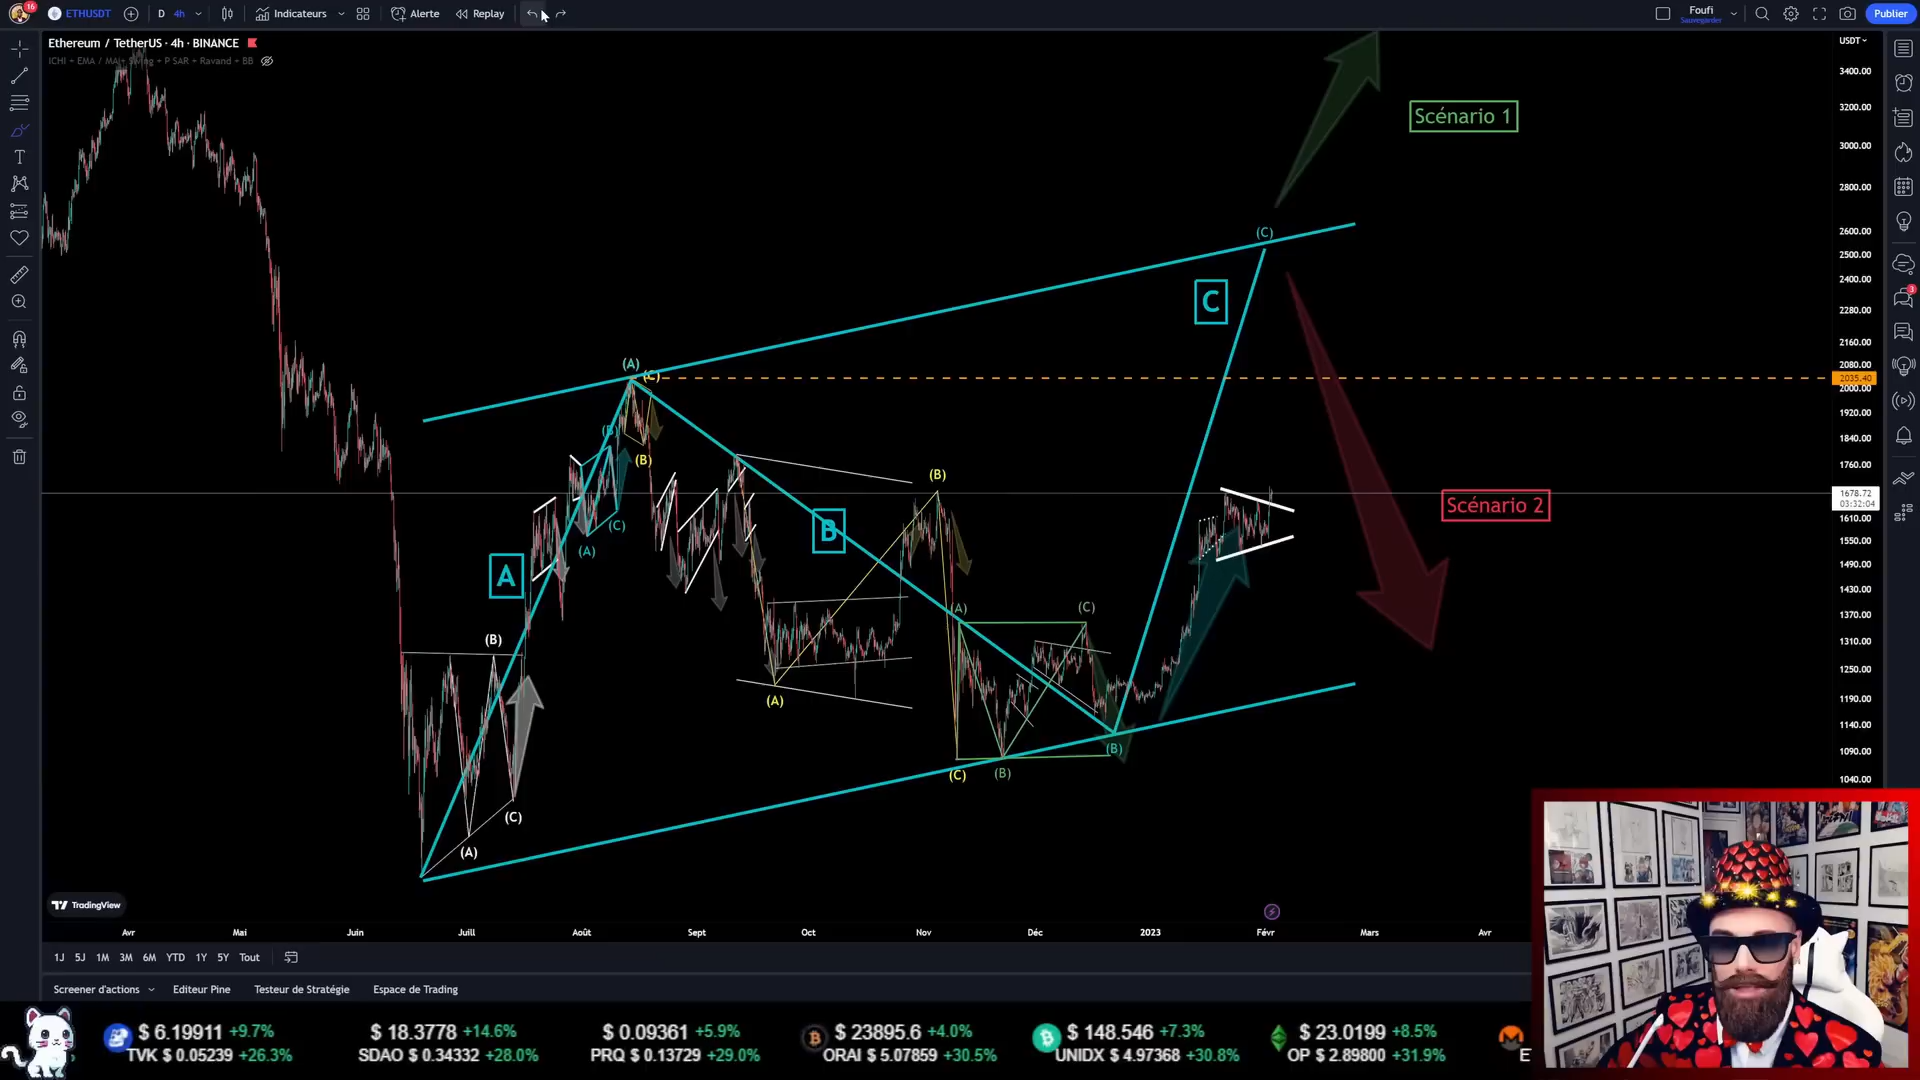 16
ETHUSDT
D
4h
Indicateurs
Alerte
Replay
Foufi
Sauvegarder
Publier
Ethereum / TetherUS · 4h · BINANCE
USDT
3400.00
3200.00
3000.00
2800.00
2600.00
2500.00
2400.00
2280.00
2160.00
2080.00
2035.40
2000.00
1920.00
1840.00
1760.00
1678.72
03:32:04
1610.00
1550.00
1490.00
1430.00
1370.00
1310.00
1250.00
1190.00
1140.00
1090.00
1040.00
3
Scénario 1
Scénario 2
(C)
C
(A)
(C)
(B)
(B)
(C)
(A)
A
(B)
(A)
(C)
B
(B)
(A)
(A)
(C)
(C)
(B)
(B)
TradingView
Avr
Mai
Juin
Juill
Août
Sept
Oct
Nov
Déc
2023
Févr
Mars
Avr
1J 5J 1M 3M 6M YTD 1Y 5Y Tout
Screener d'actions
Editeur Pine
Testeur de Stratégie
Espace de Trading
$ 6.19911 +9.7%
$ 18.3778 +14.6%
$ 0.09361 +5.9%
$ 23895.6 +4.0%
$ 148.546 +7.3%
$ 23.0199 +8.5%
TVK $ 0.05239 +26.3%
SDAO $ 0.34332 +28.0%
PRQ $ 0.13729 +29.0%
ORAI $ 5.07859 +30.5%
UNIDX $ 4.97368 +30.8%
OP $ 2.89800 +31.9%
E